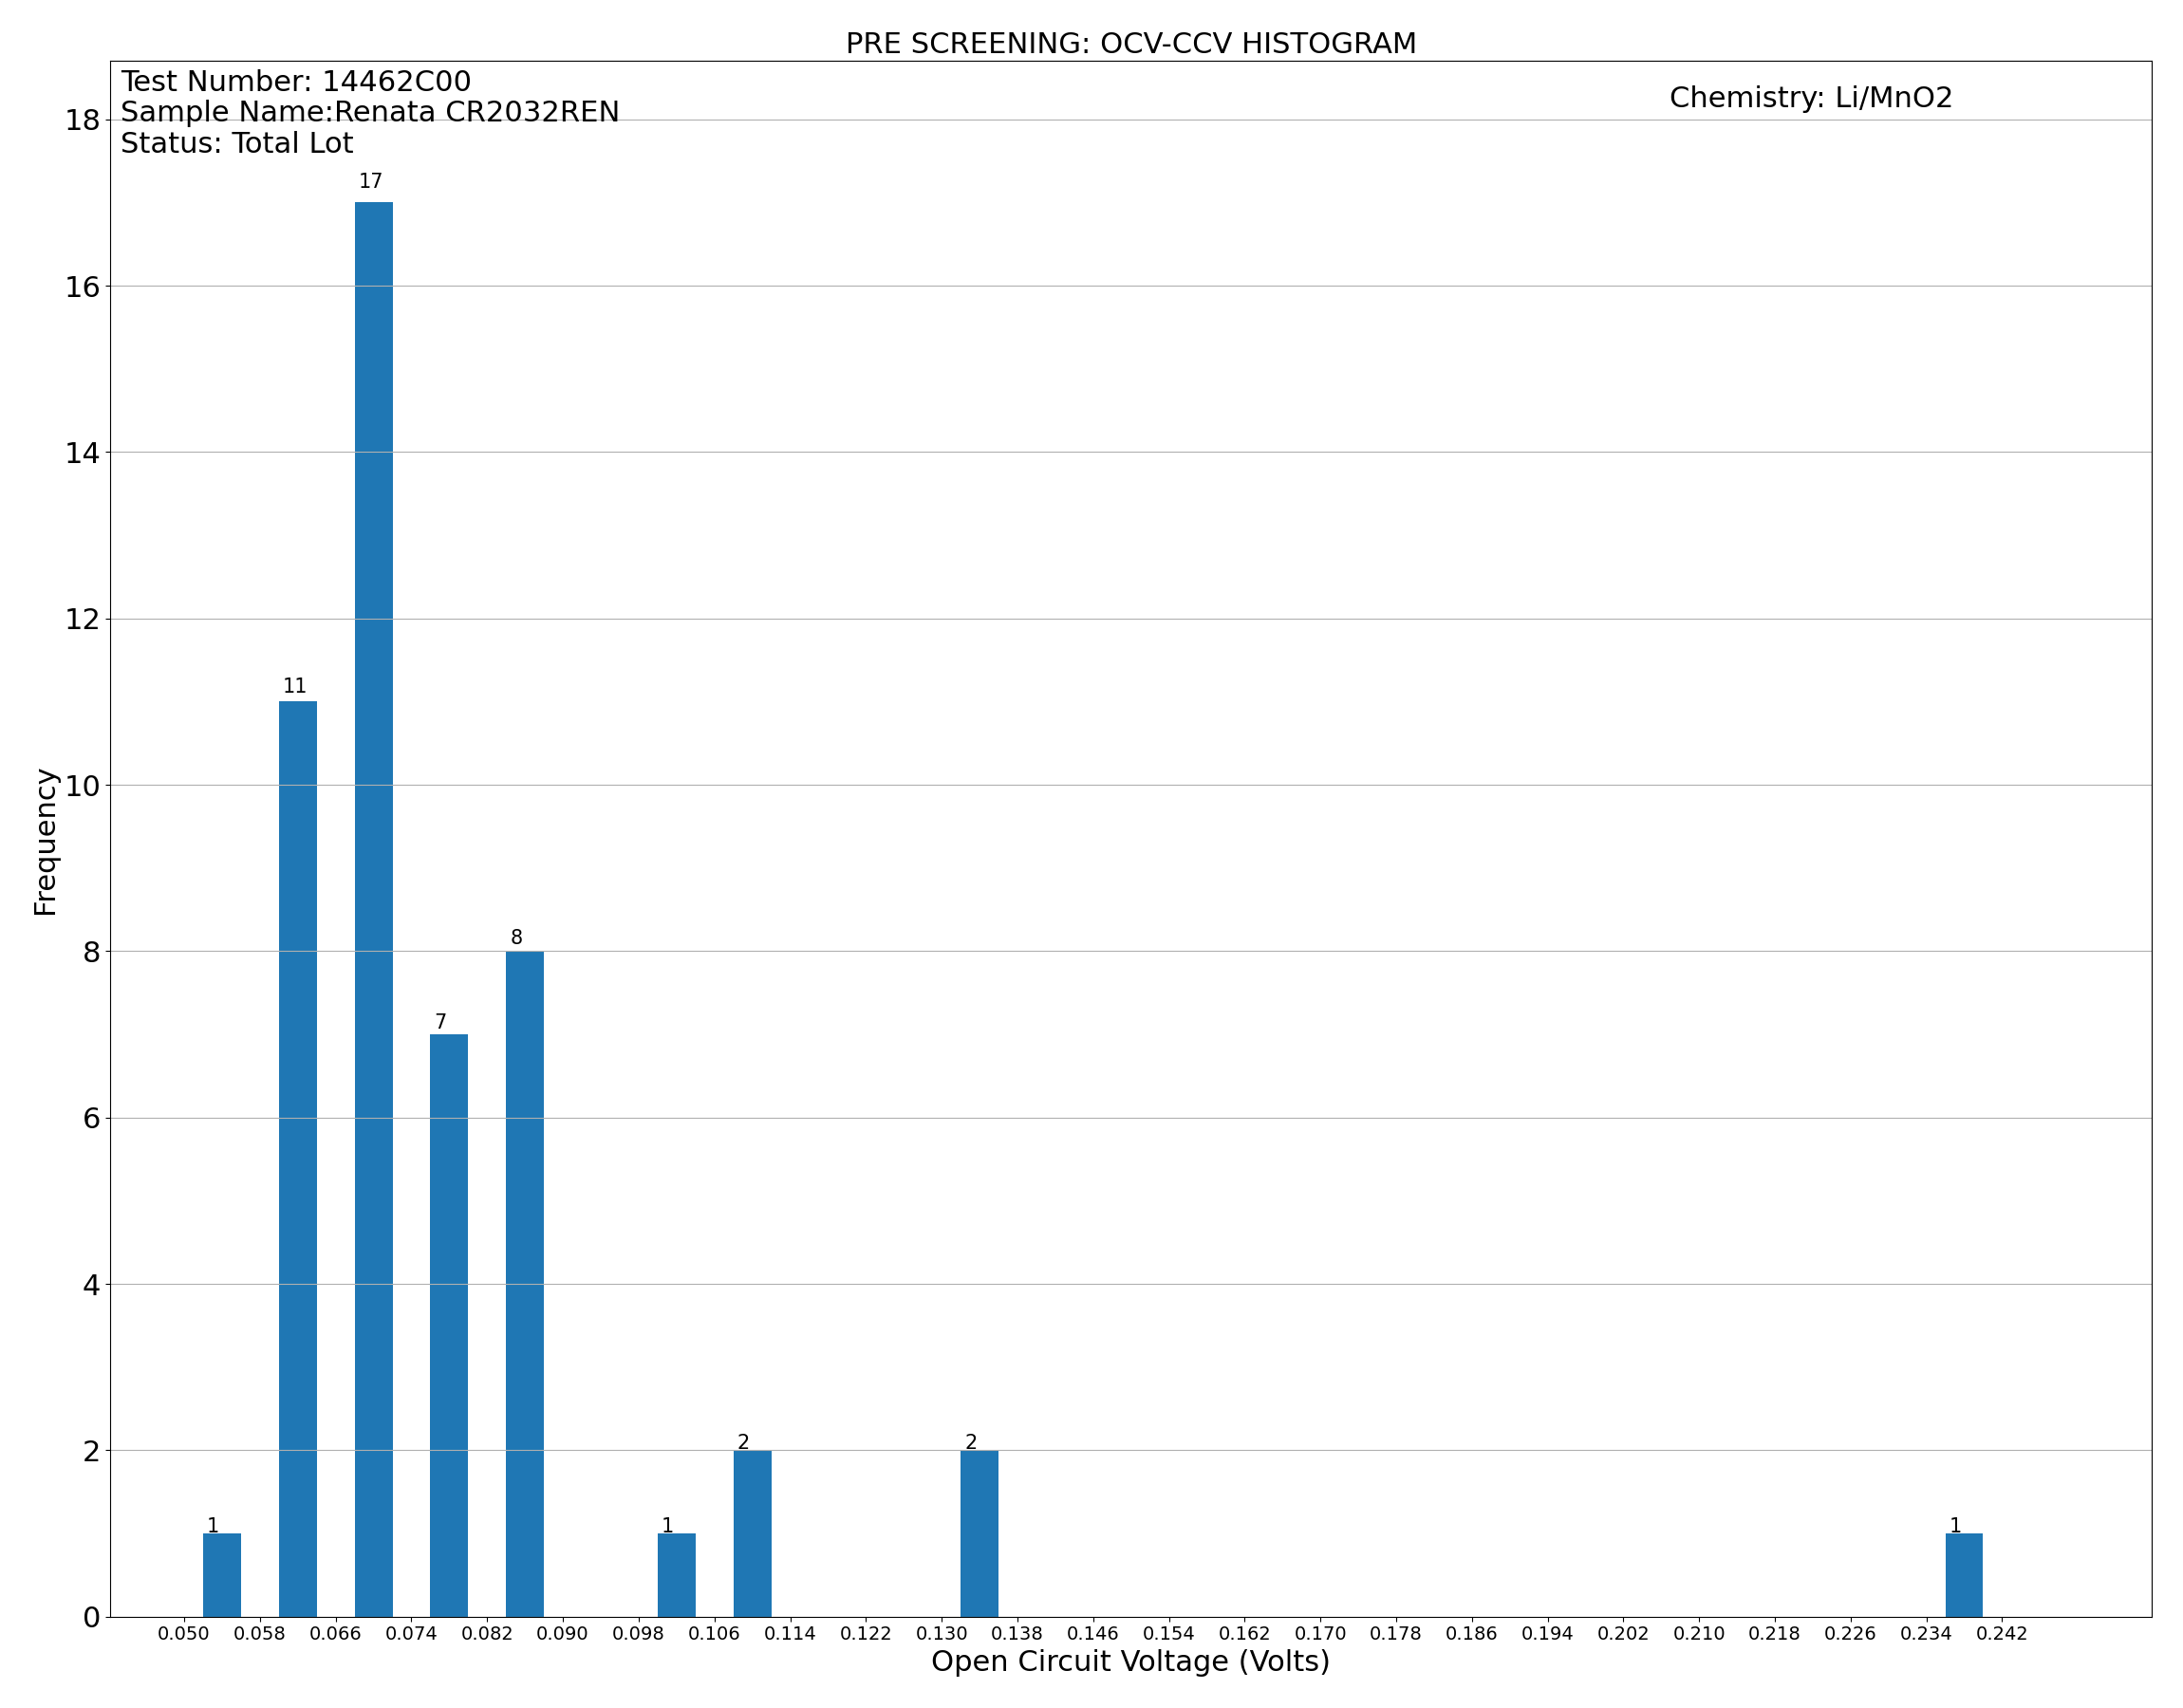 PRE SCREENING: OCV-CCV HISTOGRAM
Test Number: 14462C00
Sample Name:Renata CR2032REN
Status: Total Lot
Chemistry: Li/MnO2
18
16
14
12
10
8
6
4
2
0
Frequency
1
11
17
7
8
1
2
2
1
0.050 0.058 0.066 0.074 0.082 0.090 0.098 0.106 0.114 0.122 0.130 0.138 0.146 0.154 0.162 0.170 0.178 0.186 0.194 0.202 0.210 0.218 0.226 0.234 0.242
Open Circuit Voltage (Volts)